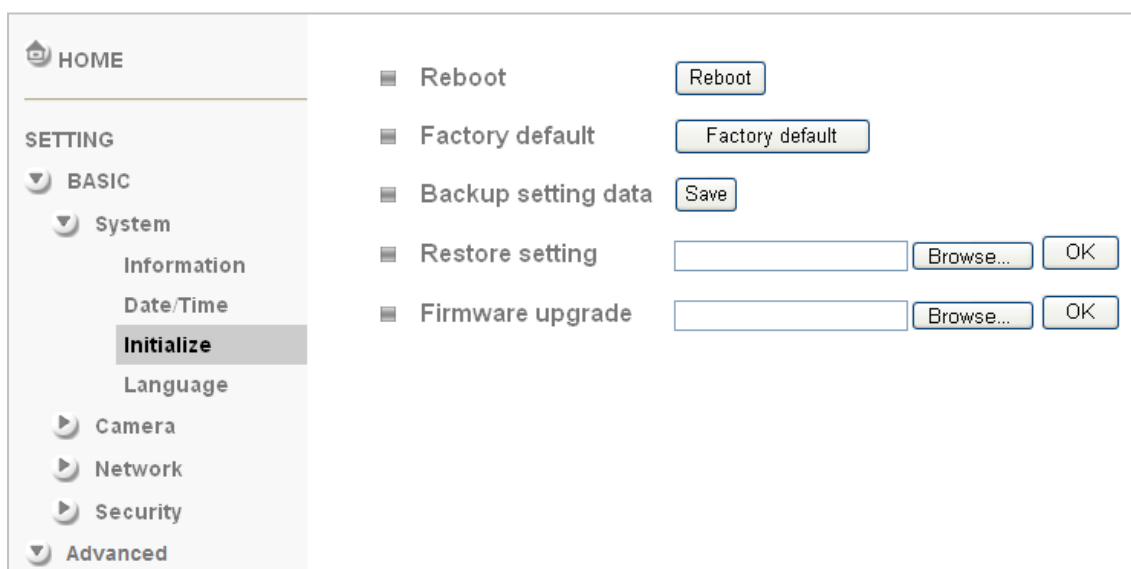 HOME
SETTING
BASIC
System
Information
Date/Time
Initialize
Language
Camera
Network
Security
Advanced
Reboot Reboot
Factory default Factory default
Backup setting data Save
Restore setting Browse... OK
Firmware upgrade Browse... OK